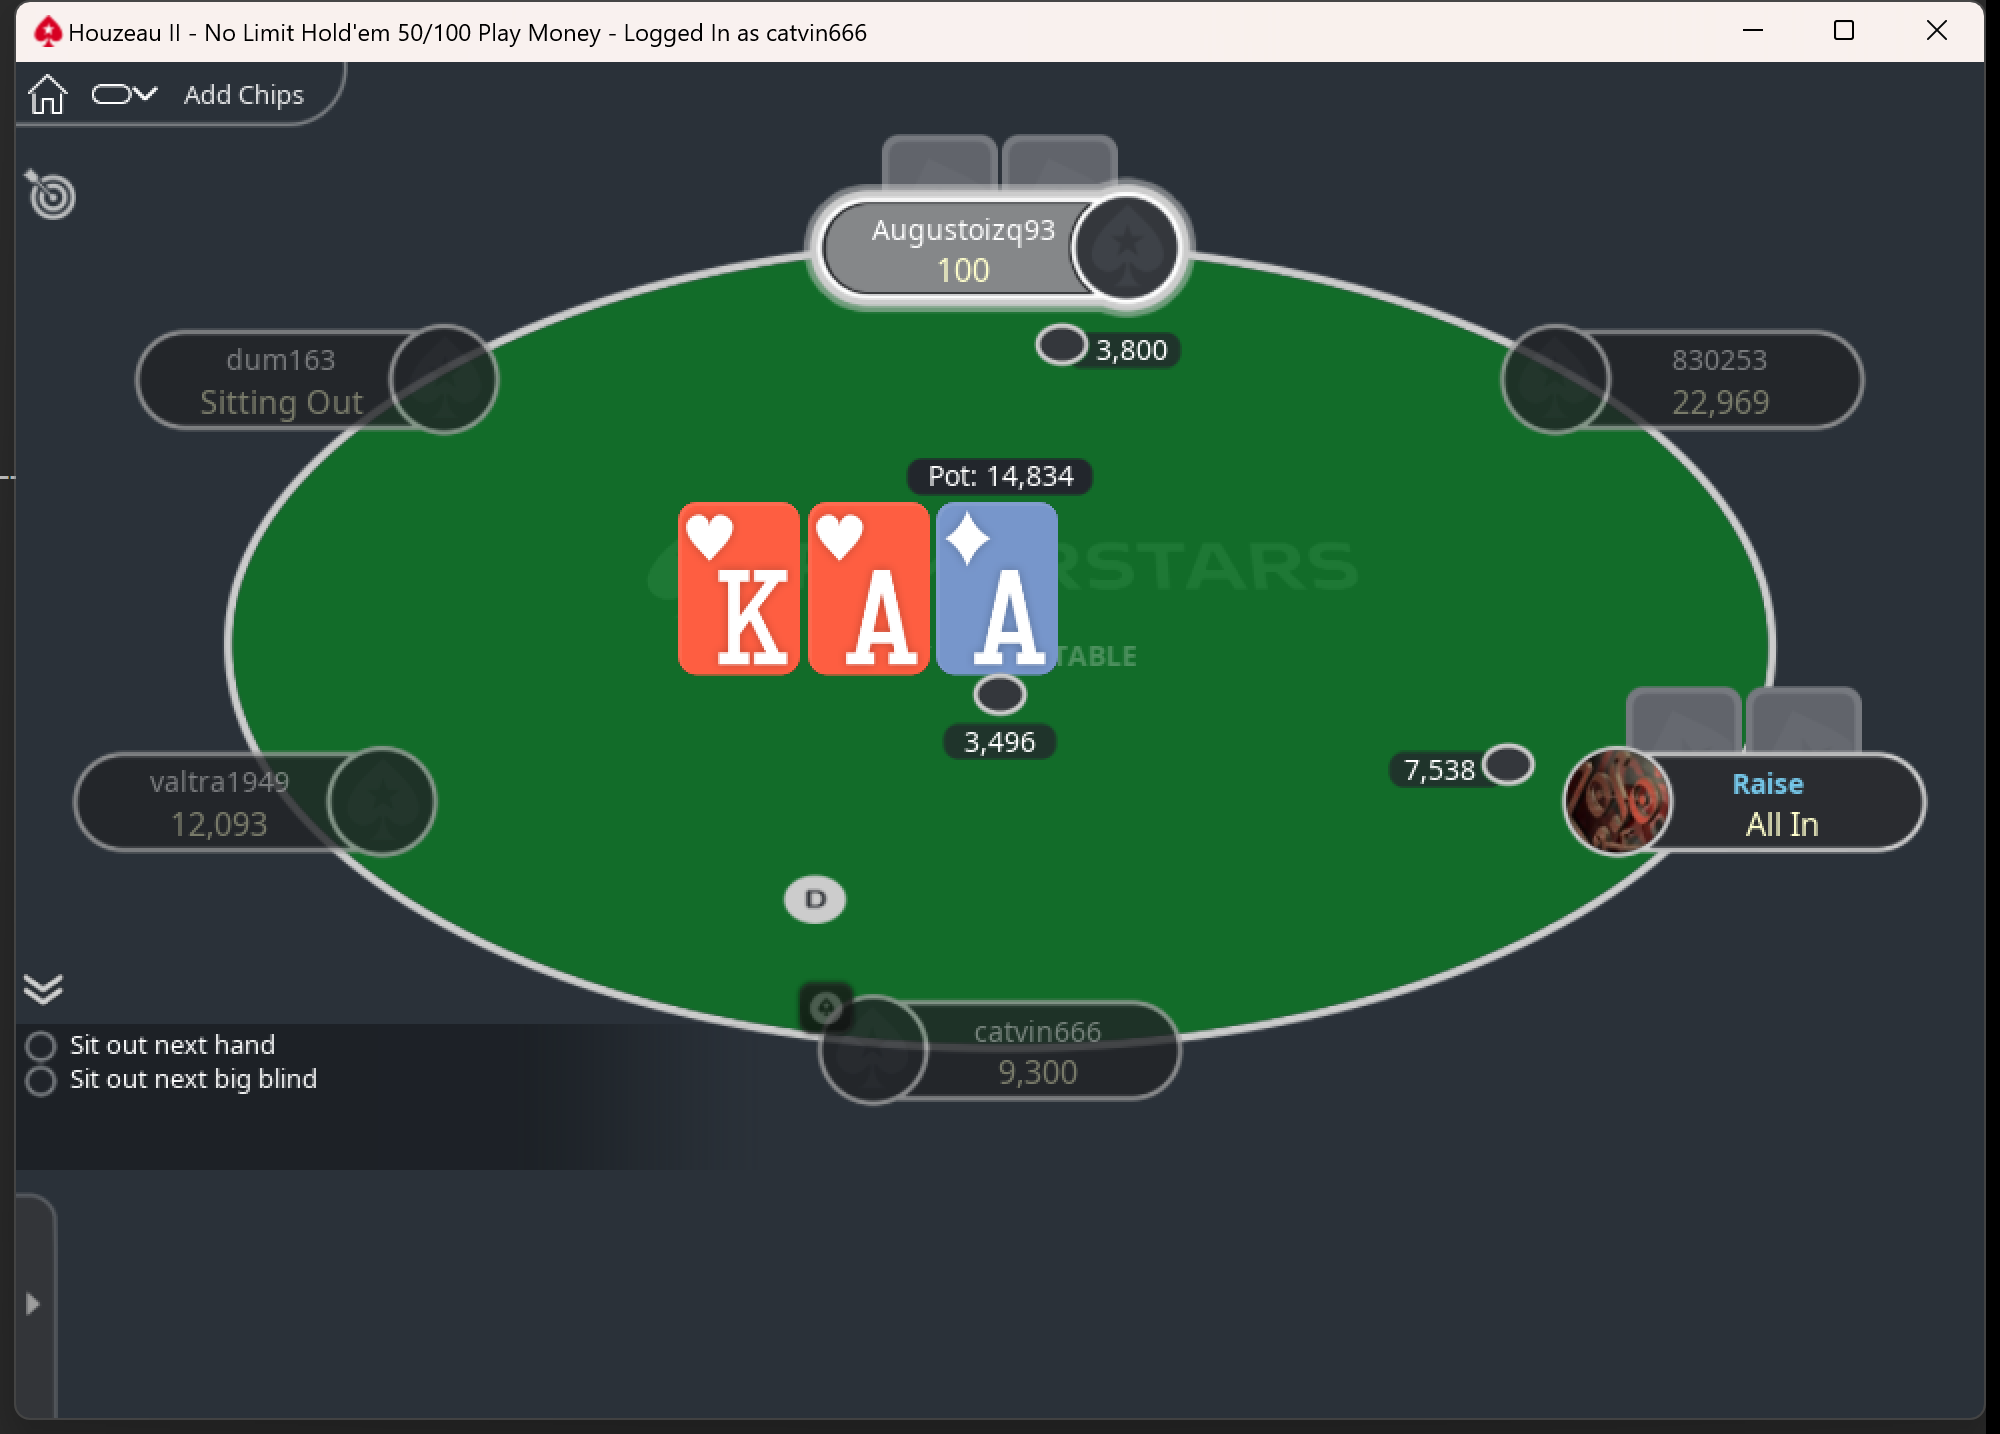 Houzeau II - No Limit Hold'em 50/100 Play Money - Logged In as catvin666
Add Chips
Augustoizq93
100
3,800
dum163
Sitting Out
830253
22,969
Pot: 14,834
K A A
RSTARS
TABLE
3,496
7,538
Raise
All In
valtra1949
12,093
D
catvin666
9,300
Sit out next hand
Sit out next big blind